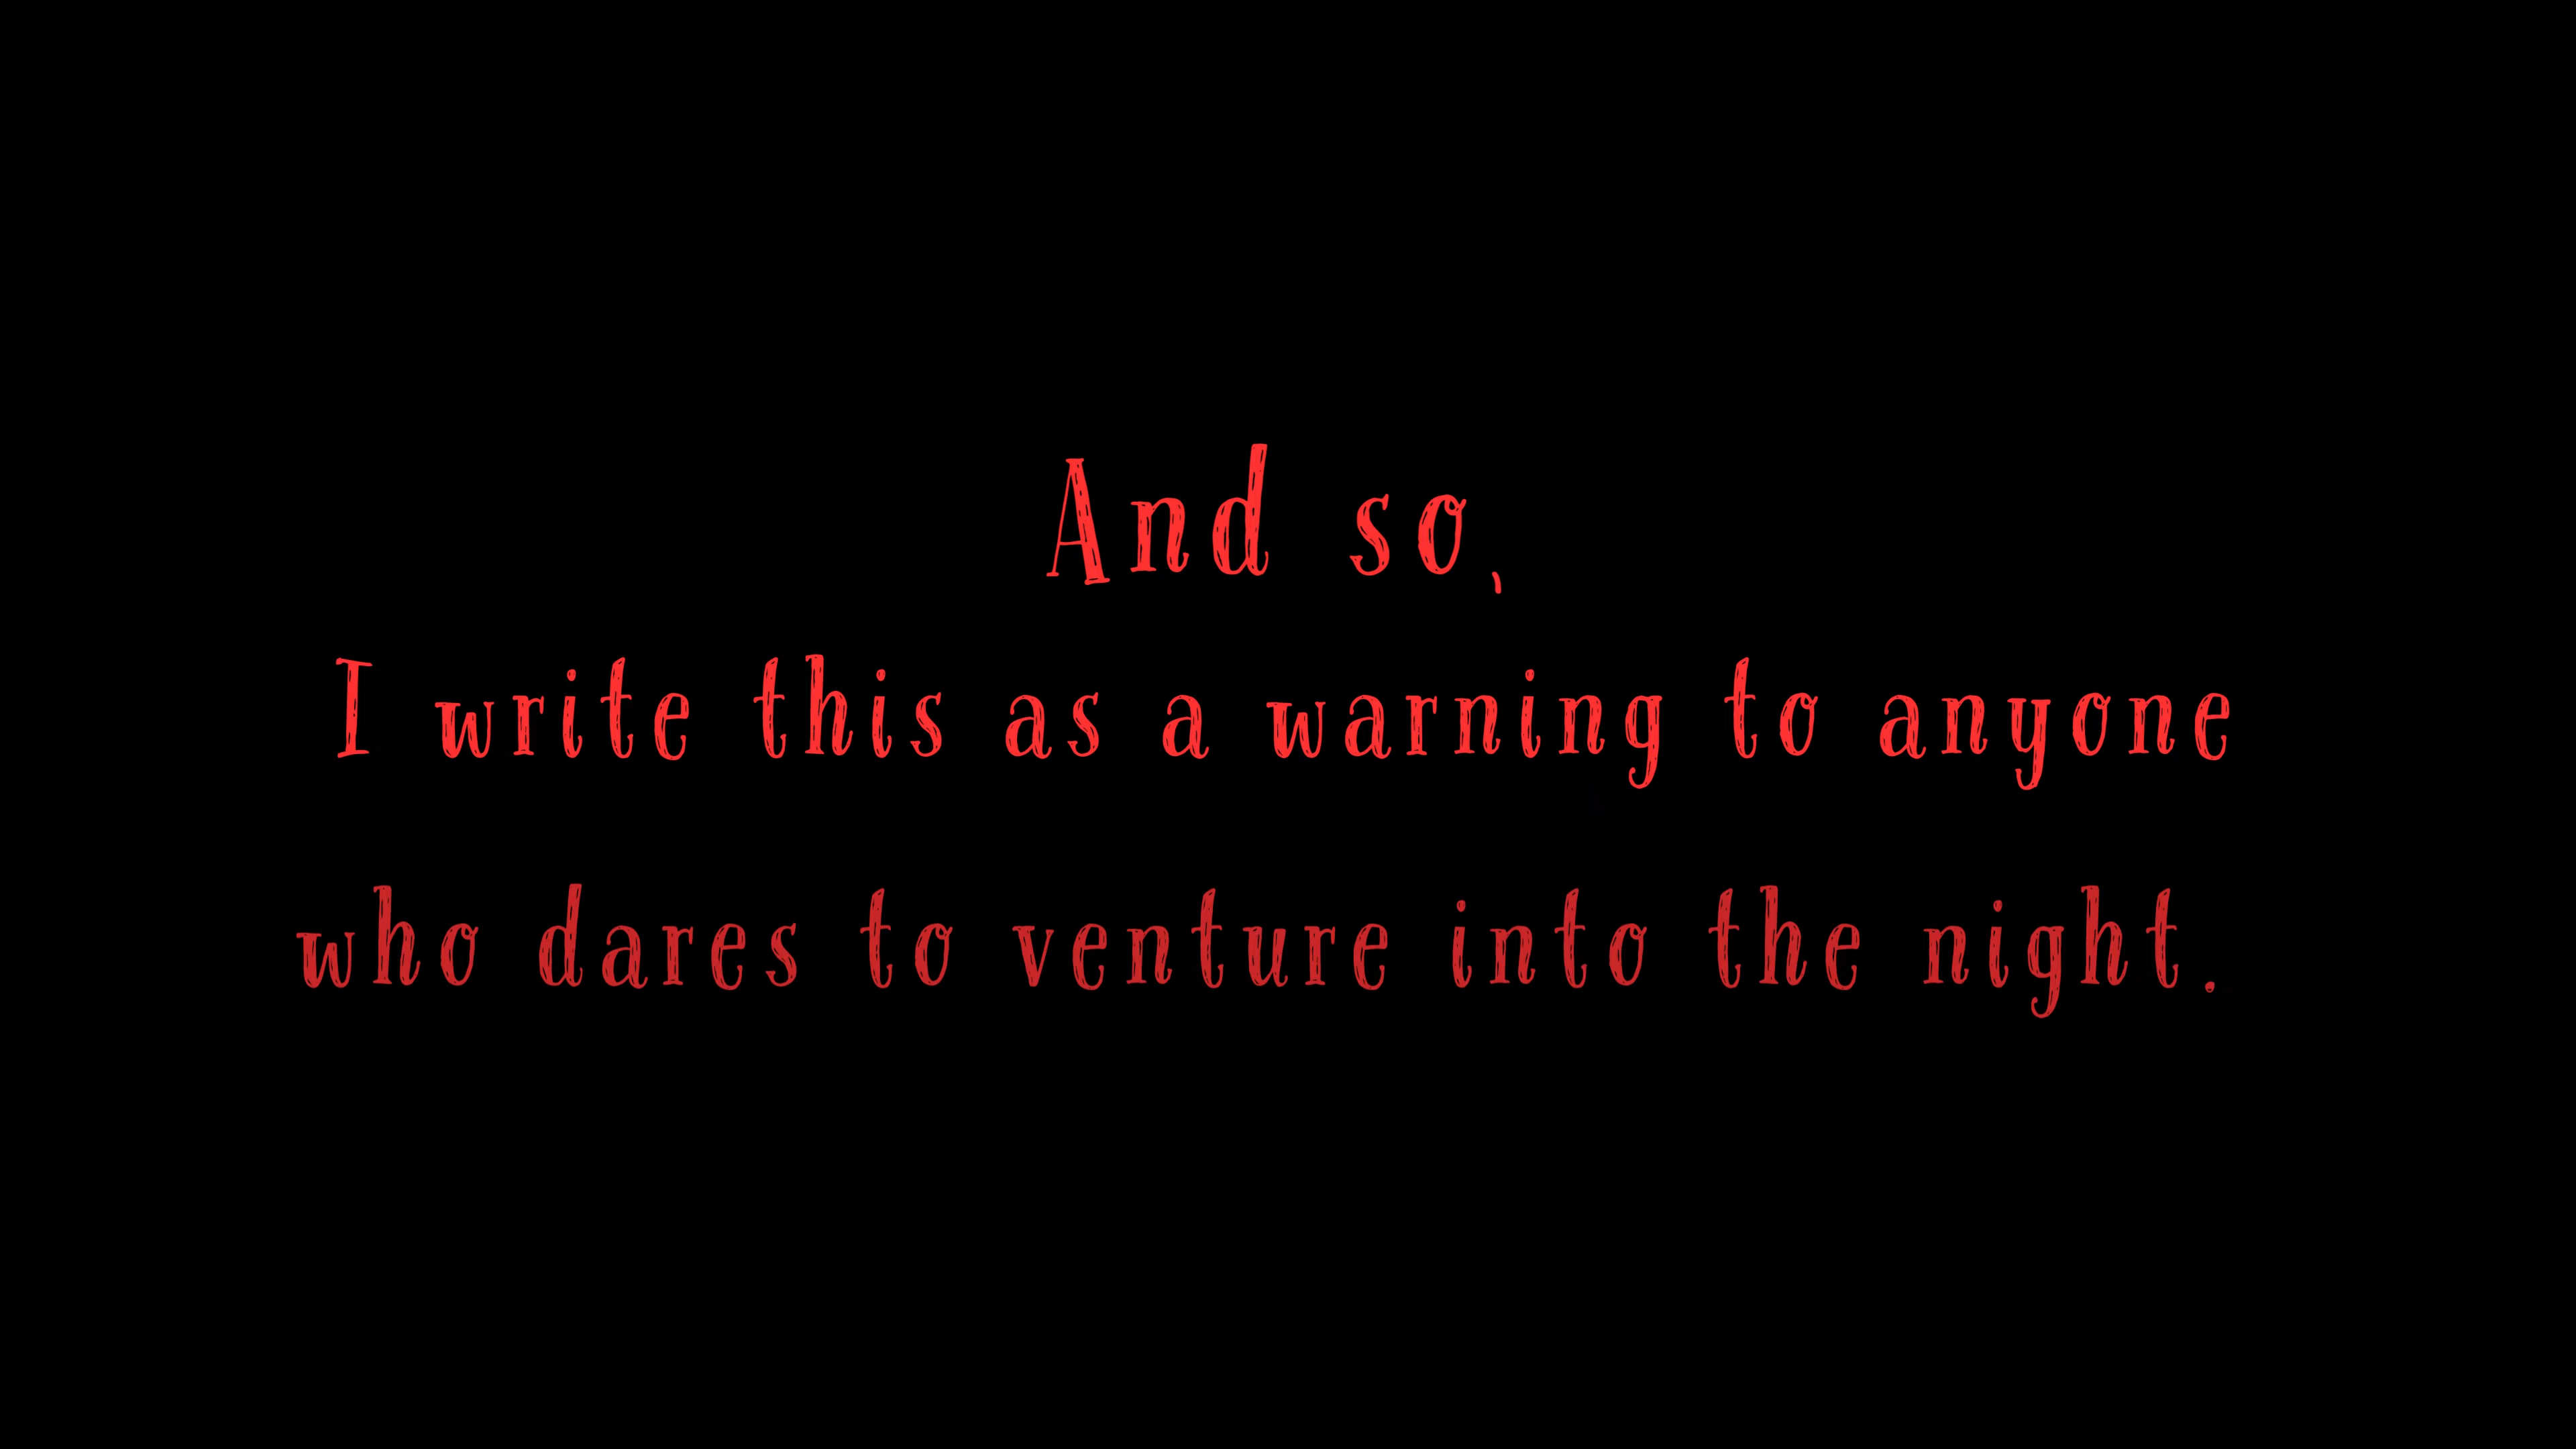 And so,
I write this as a warning to anyone
who dares to venture into the night.